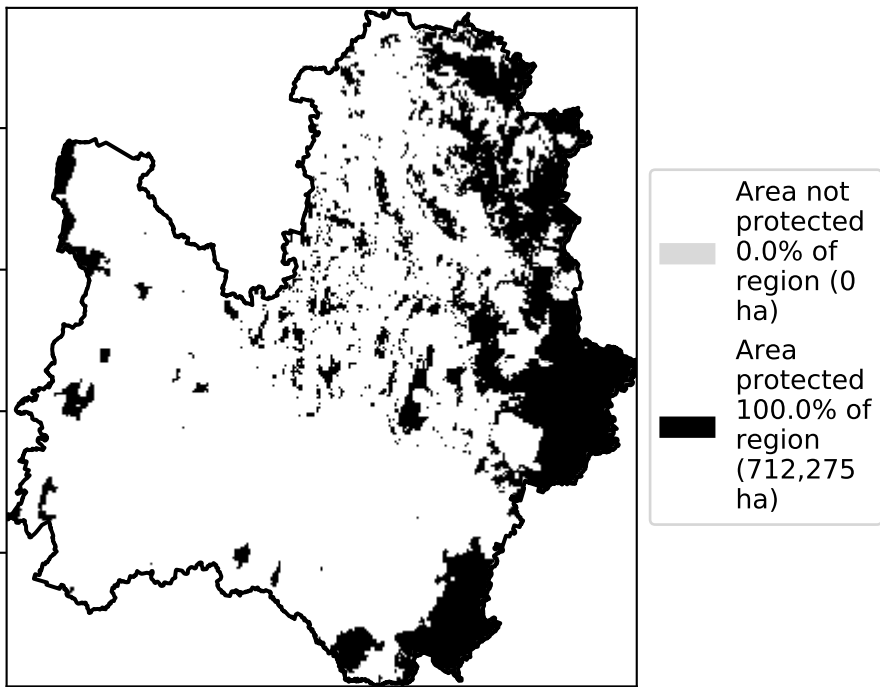 Area not
protected
0.0% of
region (0
ha)
Area
protected
100.0% of
region
(712,275
ha)